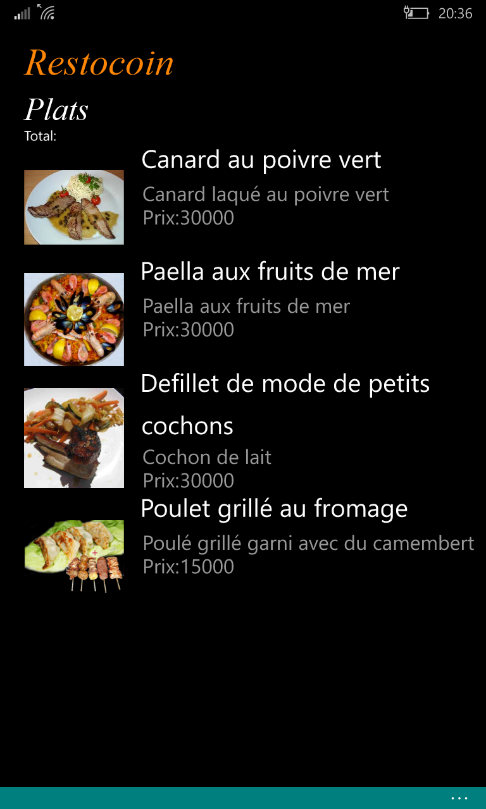 20:36
Restocoin
Plats
Total:
Canard au poivre vert
Canard laqué au poivre vert
Prix:30000
Paella aux fruits de mer
Paella aux fruits de mer
Prix:30000
Defillet de mode de petits
cochons
Cochon de lait
Prix:30000
Poulet grillé au fromage
Poulé grillé garni avec du camembert
Prix:15000
...